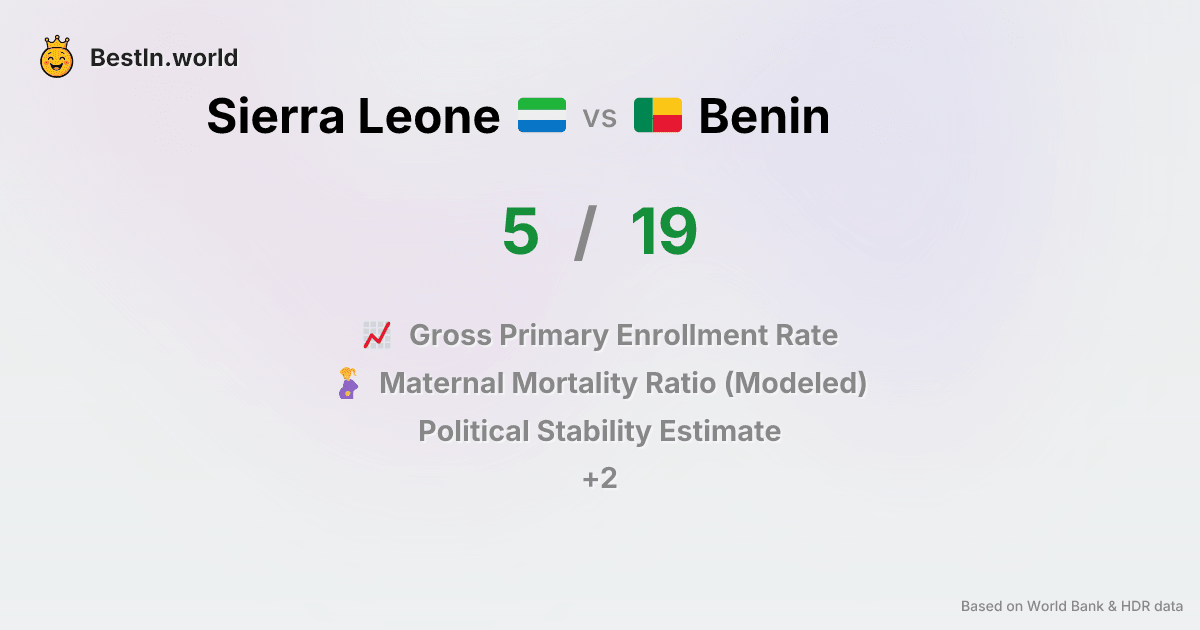 BestIn.world
Sierra Leone vs Benin
5 / 19
Gross Primary Enrollment Rate
Maternal Mortality Ratio (Modeled)
Political Stability Estimate
+2
Based on World Bank & HDR data